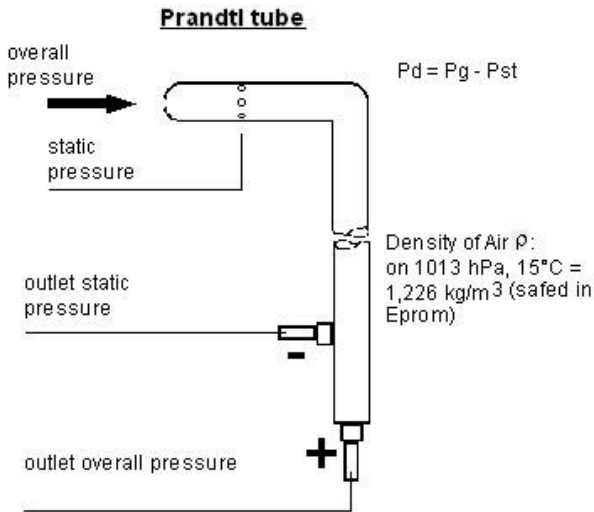 Prandtl tube
overall
pressure
Pd = Pg - Pst
static
pressure
Density of Air ρ:
on 1013 hPa, 15°C =
1,226 kg/m3 (safed in
Eprom)
outlet static
pressure
-
+
outlet overall pressure